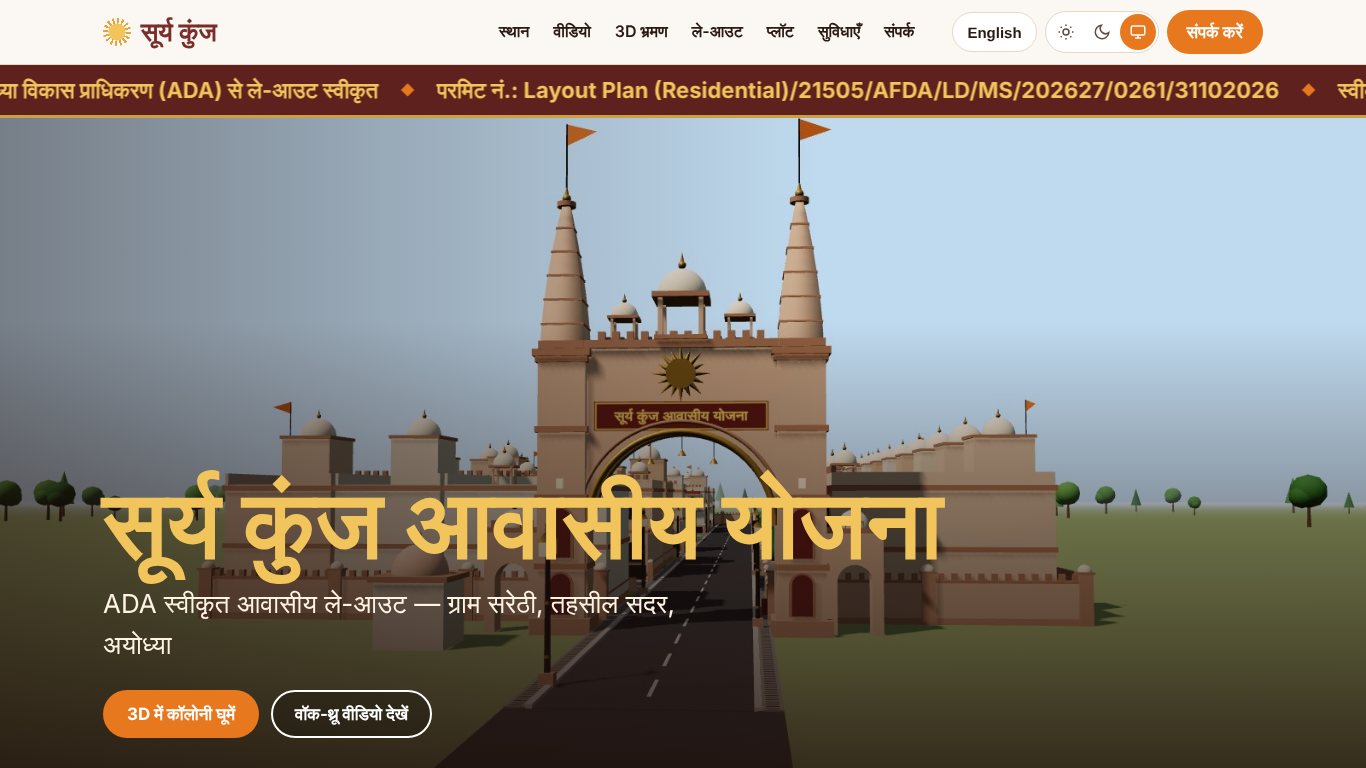 सूर्य कुंज
स्थान वीडियो 3D भ्रमण ले-आउट प्लॉट सुविधाएँ संपर्क
English
संपर्क करें
विकास प्राधिकरण (ADA) से ले-आउट स्वीकृत ◆ परमिट नं.: Layout Plan (Residential)/21505/AFDA/LD/MS/202627/0261/31102026 ◆
सूर्य कुंज आवासीय योजना
सूर्य कुंज आवासीय योजना
ADA स्वीकृत आवासीय ले-आउट — ग्राम सरेठी, तहसील सदर,
अयोध्या
3D में कॉलोनी घूमें
वॉक-थ्रू वीडियो देखें